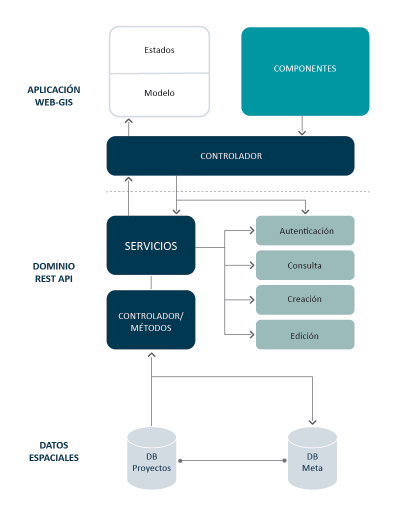 Estados
Modelo
COMPONENTES
APLICACIÓN
WEB-GIS
CONTROLADOR
SERVICIOS
Autenticación
Consulta
Creación
Edición
DOMINIO
REST API
CONTROLADOR/
MÉTODOS
DATOS
ESPACIALES
DB
Proyectos
DB
Meta